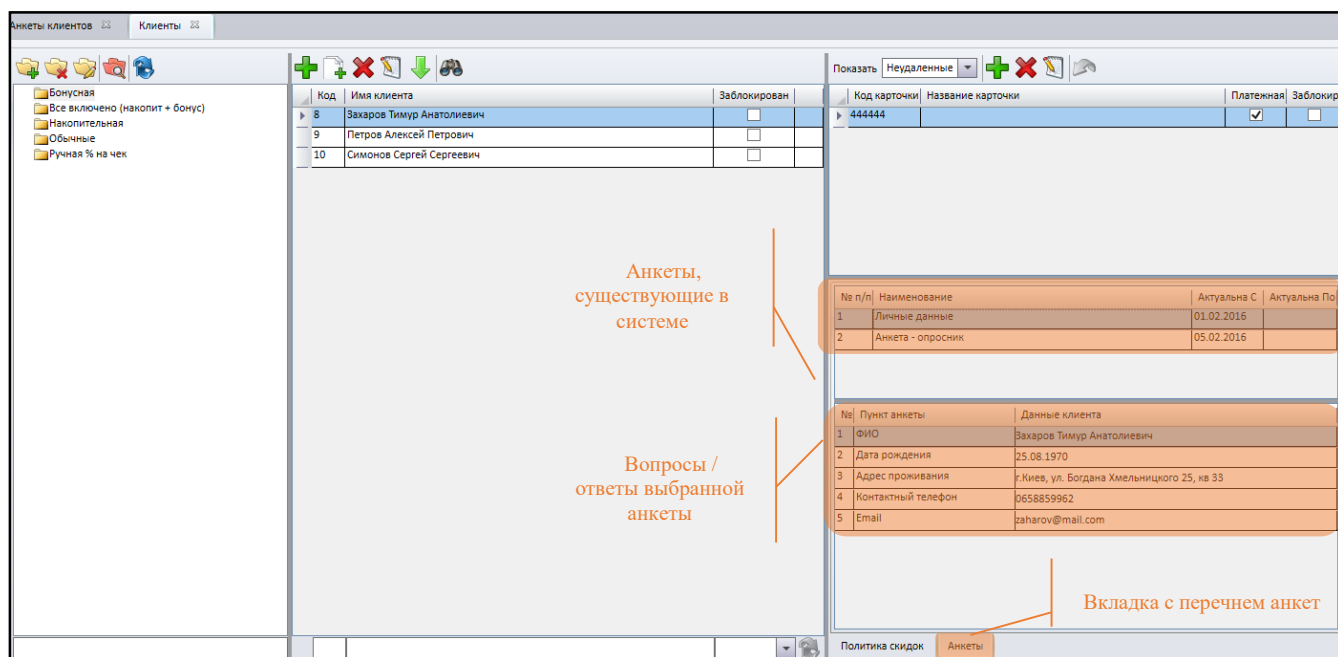 Анкеты клиентов
Клиенты
Бонусная
Все включено (накопит + бонус)
Накопительная
Обычные
Ручная % на чек
Код Имя клиента Заблокирован
8 Захаров Тимур Анатолиевич
9 Петров Алексей Петрович
10 Симонов Сергей Сергеевич
Показать Неудаленные
Код карточки Название карточки Платежная Заблокир
444444
Анкеты,
существующие в
системе
№ п/п Наименование Актуальна С Актуальна По
1 Личные данные 01.02.2016
2 Анкета - опросник 05.02.2016
Вопросы /
ответы выбранной
анкеты
№ Пункт анкеты Данные клиента
1 ФИО Захаров Тимур Анатолиевич
2 Дата рождения 25.08.1970
3 Адрес проживания г.Киев, ул. Богдана Хмельницкого 25, кв 33
4 Контактный телефон 0658859962
5 Email zaharov@mail.com
Вкладка с перечнем анкет
Политика скидок Анкеты